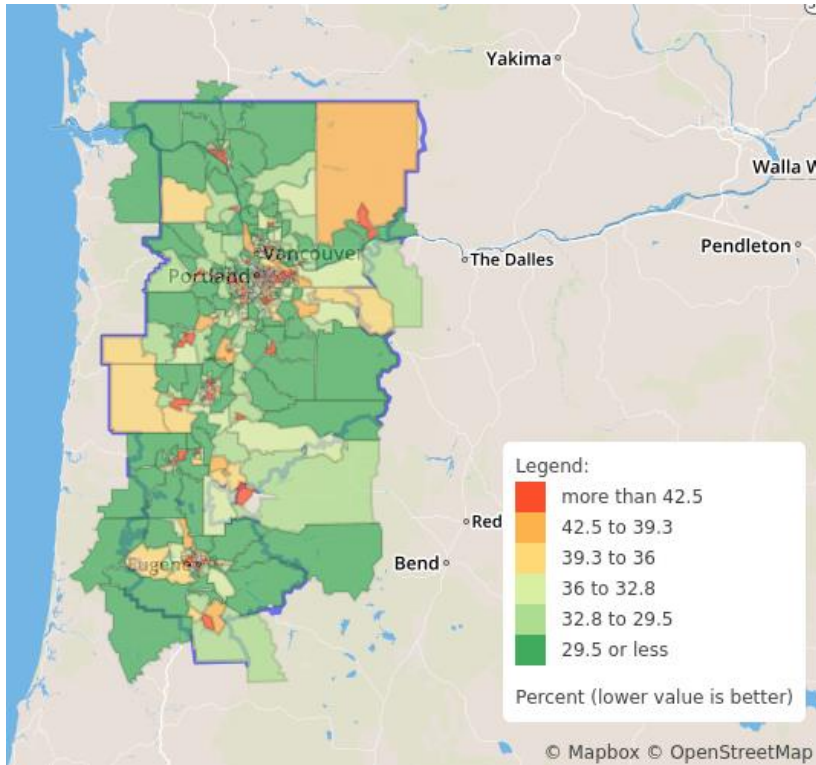 Yakima
Walla W
Vancouver
Portland
The Dalles
Pendleton
Legend:
more than 42.5
42.5 to 39.3
39.3 to 36
36 to 32.8
32.8 to 29.5
29.5 or less
Percent (lower value is better)
Red
Bend
Eugene
© Mapbox © OpenStreetMap